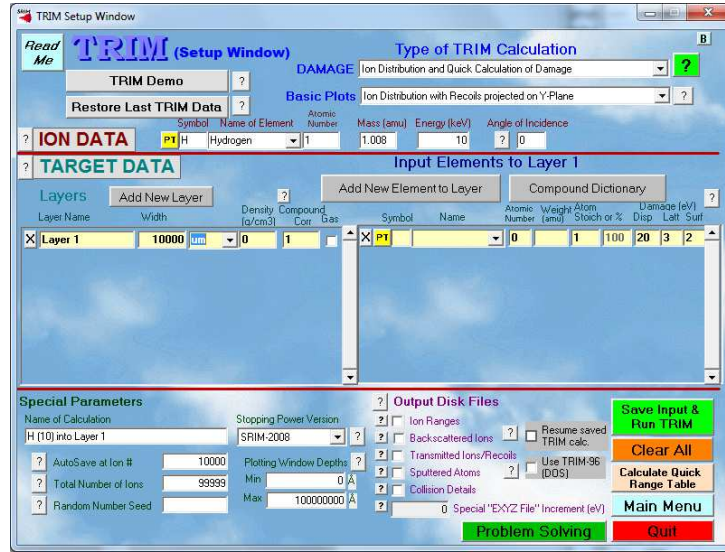 TRIM Setup Window
Read Me
TRIM (Setup Window)
Type of TRIM Calculation
B
DAMAGE
Ion Distribution and Quick Calculation of Damage
?
TRIM Demo
?
Basic Plots
Ion Distribution with Recoils projected on Y-Plane
?
Restore Last TRIM Data
?
Symbol Name of Element Atomic Number Mass (amu) Energy (keV) Angle of Incidence
? ION DATA PT H Hydrogen 1 1.008 10 ? 0
? TARGET DATA
Input Elements to Layer 1
Layers
Add New Layer
?
Add New Element to Layer
Compound Dictionary
?
Layer Name Width Density (g/cm3) Compound Corr Gas
Symbol Name Atomic Number Weight (amu) Atom Stoich or % Damage (eV) Disp Latt Surf
X Layer 1 10000 um 0 1
X PT 0 1 100 20 3 2
Special Parameters
Name of Calculation
H (10) into Layer 1
Stopping Power Version
SRIM-2008 ?
? AutoSave at Ion # 10000
? Total Number of Ions 99999
? Random Number Seed
Plotting Window Depths ?
Min 0 Å
Max 100000000 Å
? Output Disk Files
? Ion Ranges
? Backscattered Ions
? Transmitted Ions/Recoils
? Sputtered Atoms
? Collision Details
0 Special "EXYZ File" Increment (eV)
? Resume saved TRIM calc.
? Use TRIM-96 (DOS)
Save Input & Run TRIM
Clear All
Calculate Quick Range Table
Main Menu
Problem Solving
Quit